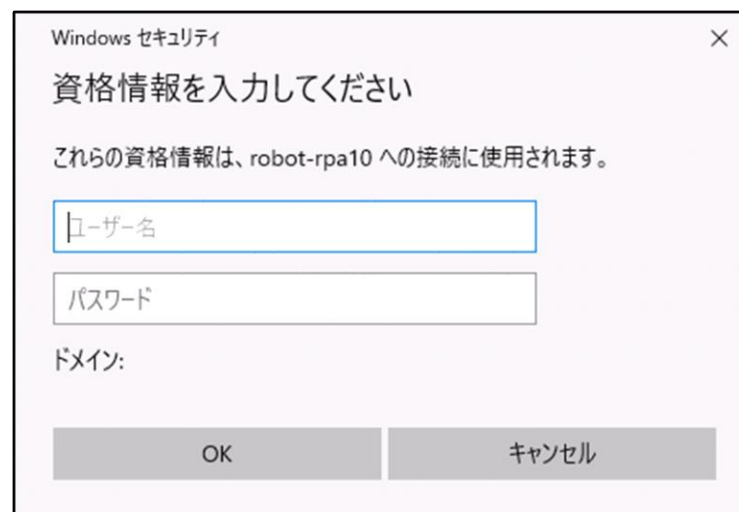 Windows セキュリティ
資格情報を入力してください
これらの資格情報は、robot-rpa10 への接続に使用されます。
ユーザー名
パスワード
ドメイン:
OK
キャンセル